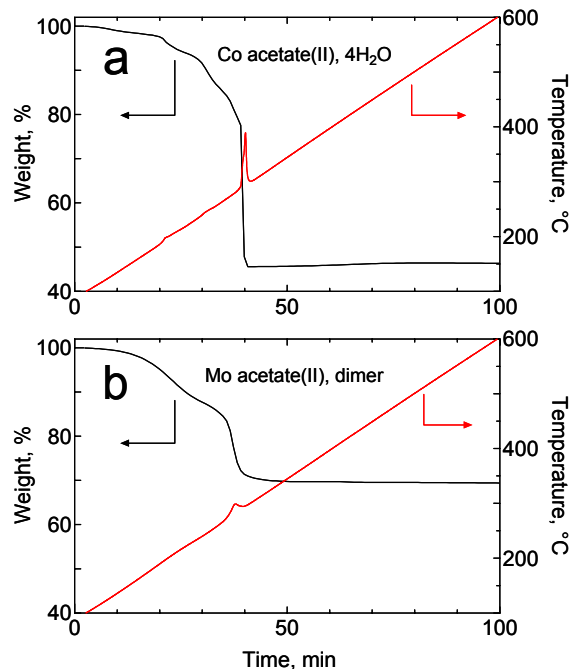 a
Co acetate(II), 4H₂O
Weight, %
100
80
60
40
0
50
100
600
400
200
Temperature, °C
b
Mo acetate(II), dimer
Weight, %
100
80
60
40
0
50
100
600
400
200
Temperature, °C
Time, min